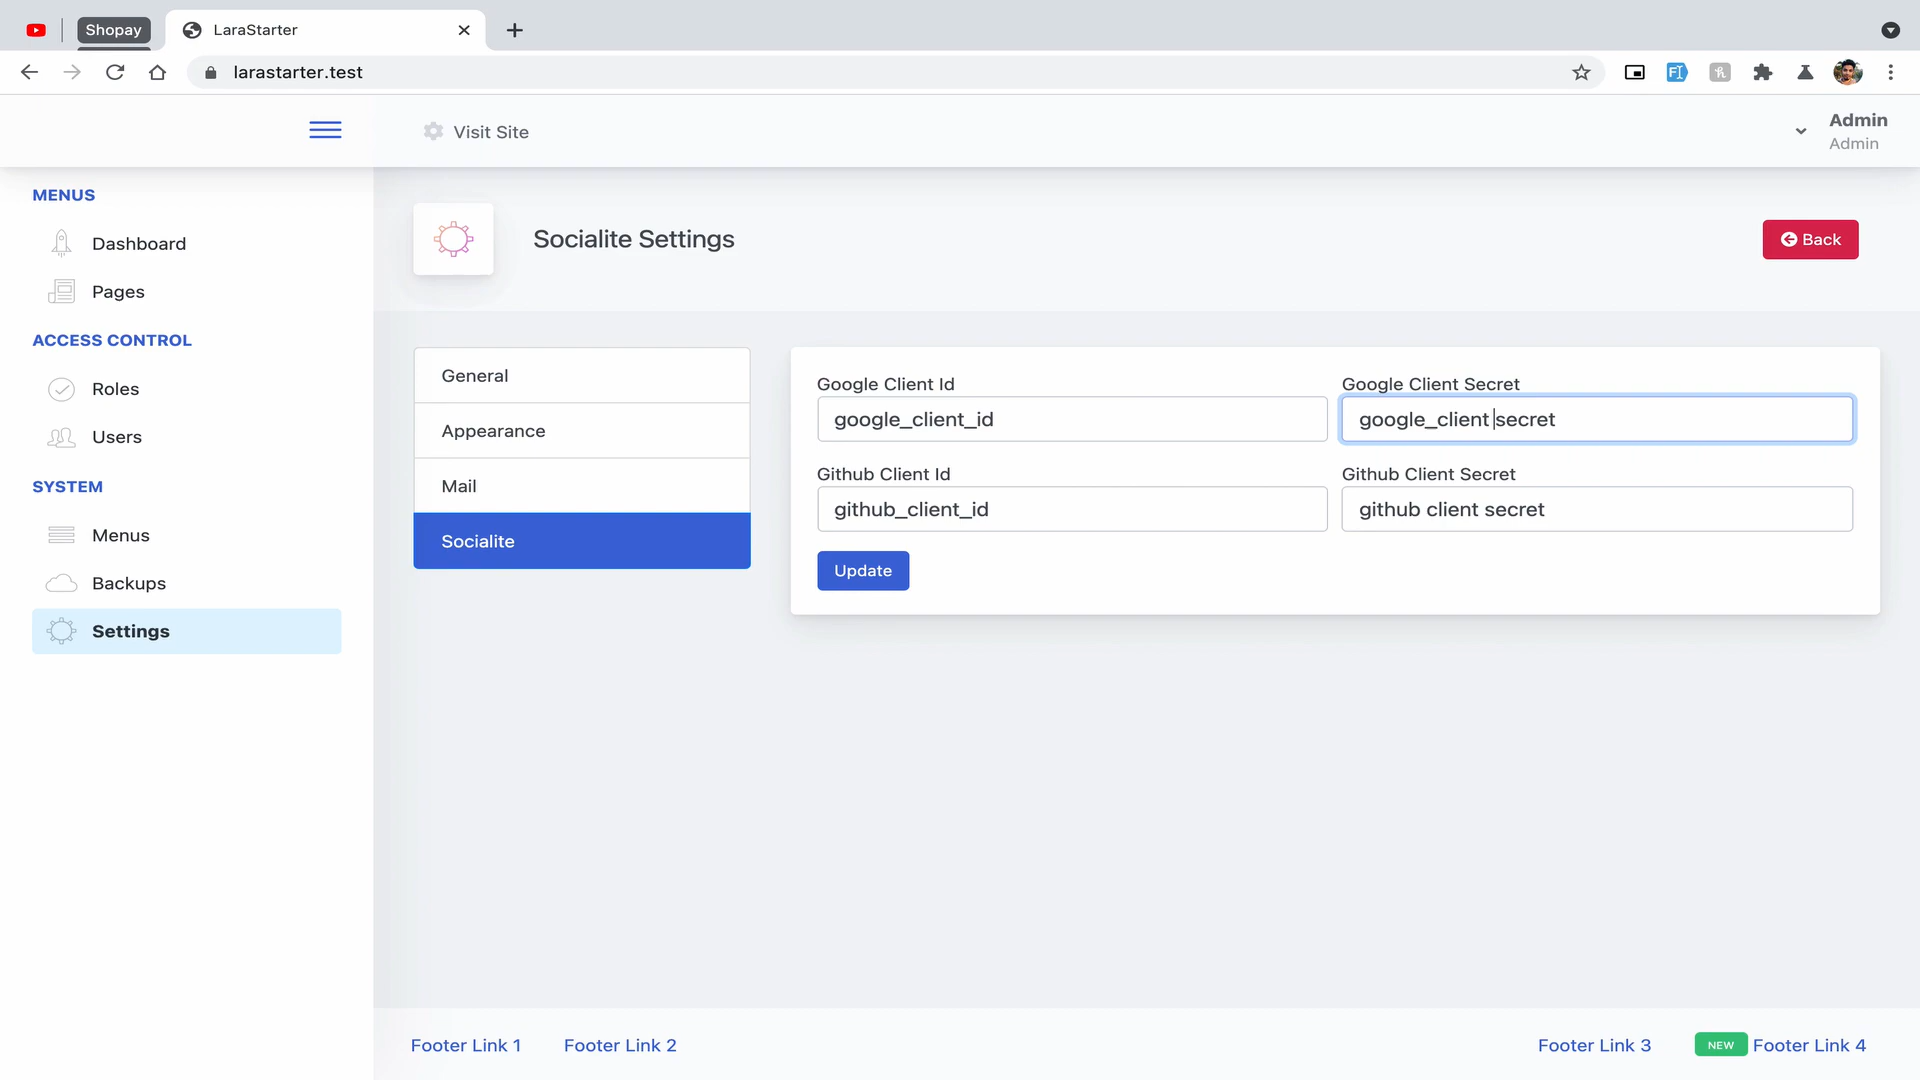 Shopay
LaraStarter
larastarter.test
Visit Site
Admin
Admin
MENUS
Dashboard
Pages
ACCESS CONTROL
Roles
Users
SYSTEM
Menus
Backups
Settings
Socialite Settings
Back
General
Appearance
Mail
Socialite
Google Client Id
google_client_id
Google Client Secret
google_client secret
Github Client Id
github_client_id
Github Client Secret
github client secret
Update
Footer Link 1
Footer Link 2
Footer Link 3
NEW Footer Link 4